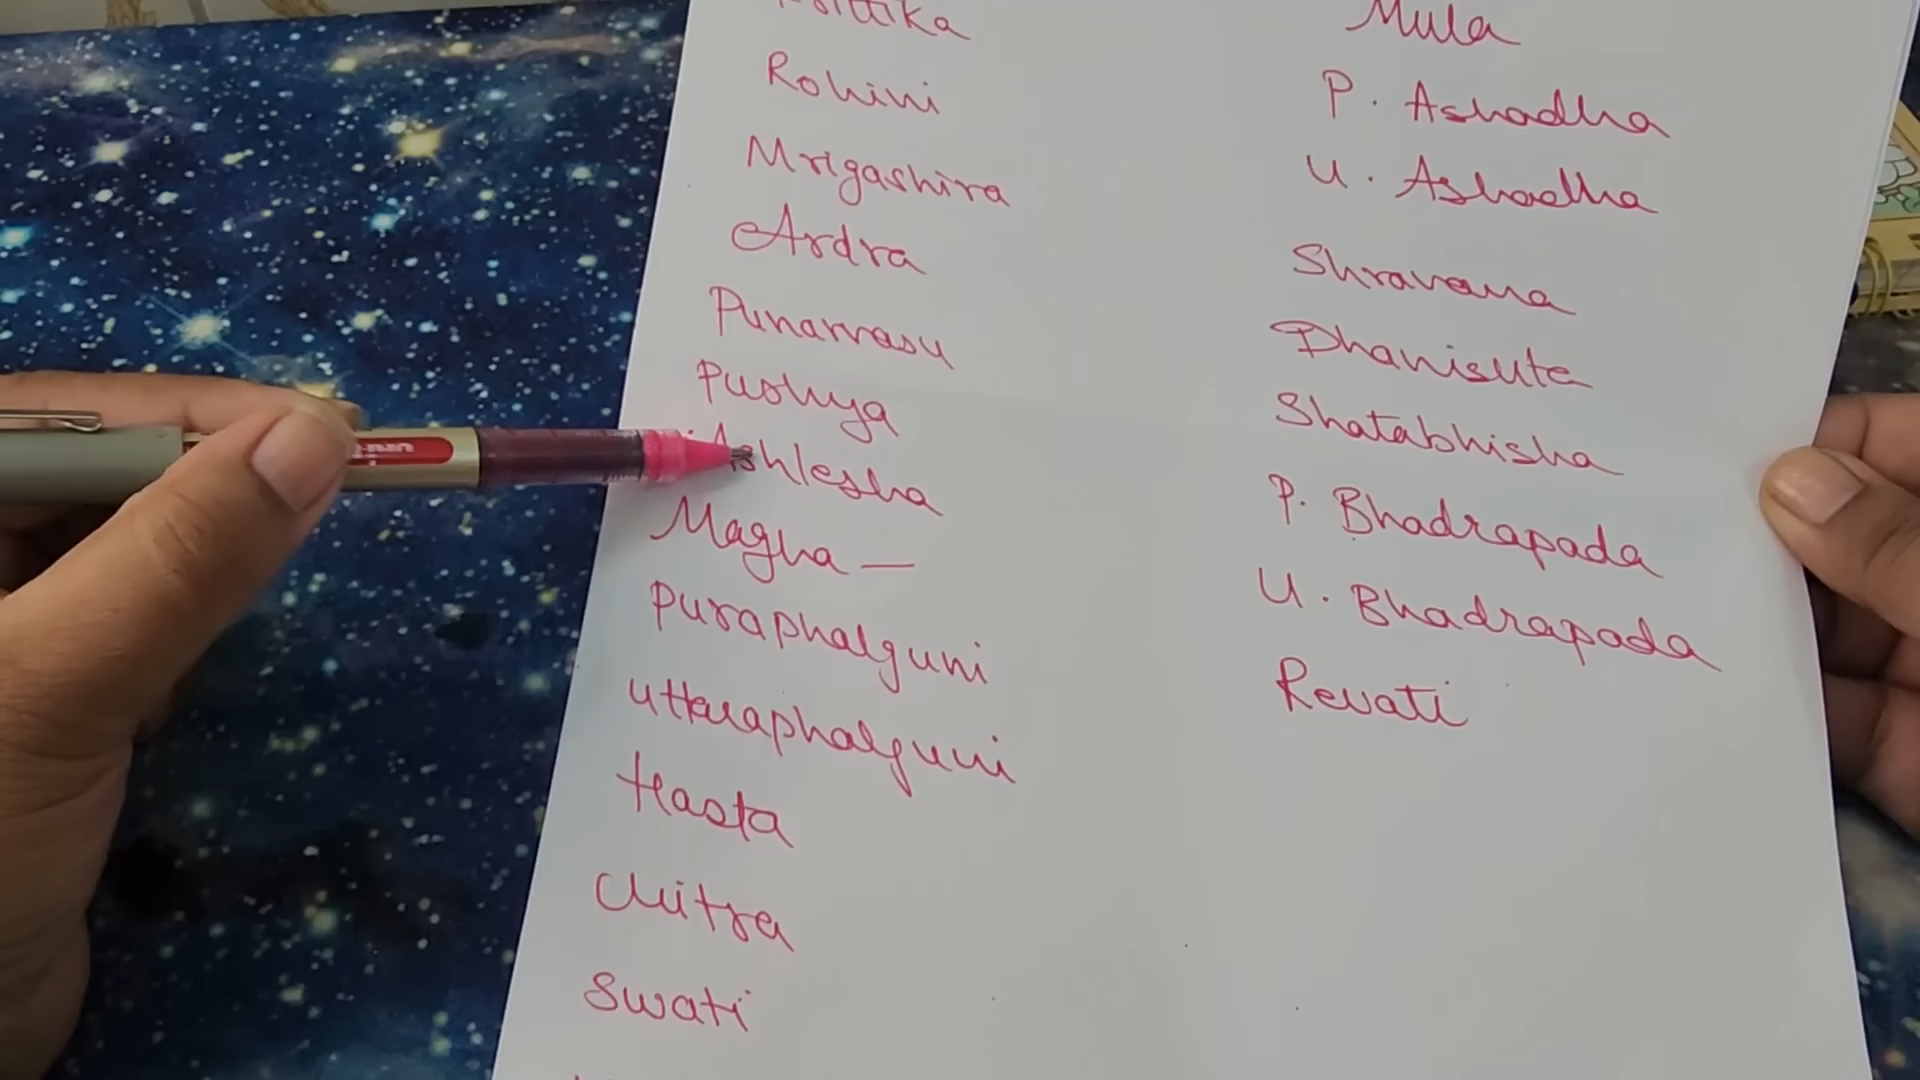 Rohini
Mrigashira
Ardra
Punarvasu
Pushya
Ashlesha
Magha —
Puraphalguni
Uttaraphalguni
Hasta
Chitra
Swati
Mula
P. Ashadha
U. Ashadha
Shravana
Dhanishta
Shatabhisha
P. Bhadrapada
U. Bhadrapada
Revati